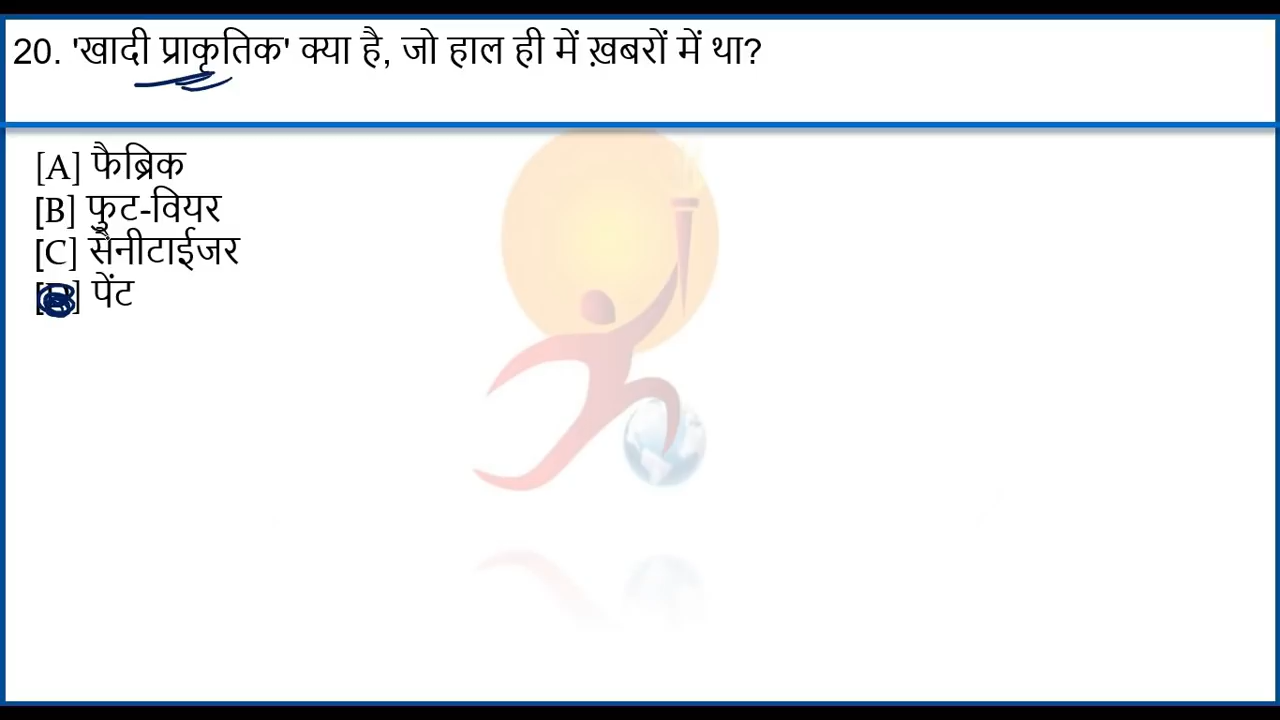 20. 'खादी प्राकृतिक' क्या है, जो हाल ही में ख़बरों में था?
[A] फैब्रिक
[B] फुट-वियर
[C] सैनीटाईजर
[D] पेंट